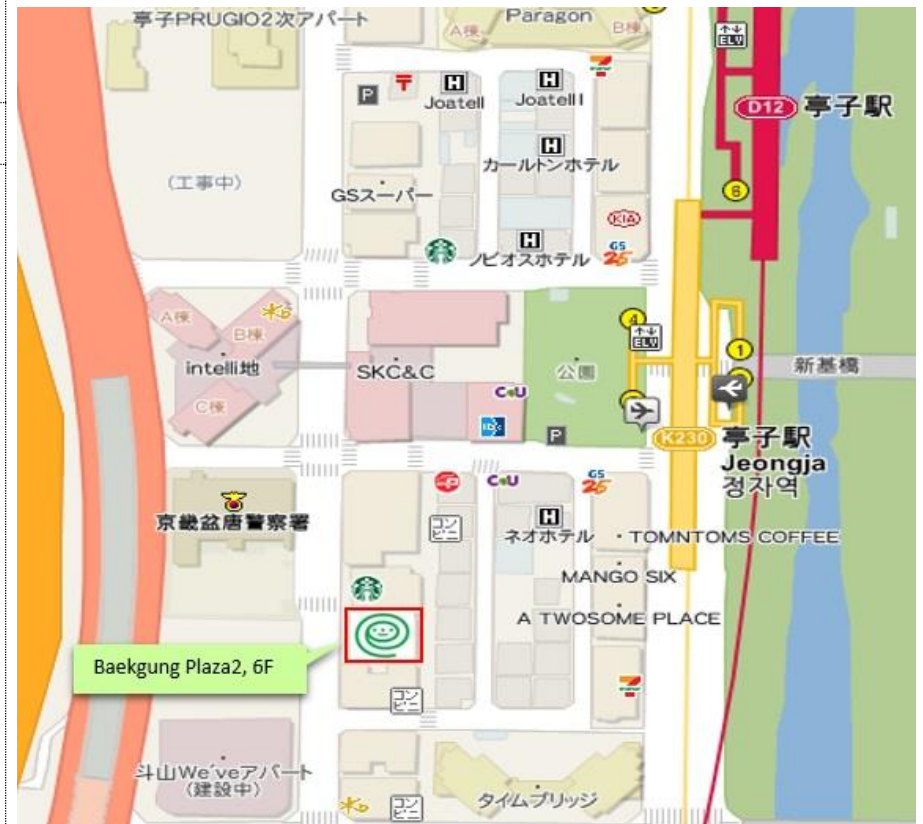 亭子PRUGIO2次アパート
Paragon
A棟
B棟
ELV
P
H
Joatell
H
JoatellI
D12
亭子駅
H
カールトンホテル
6
(工事中)
GSスーパー
KIA
H
ノビオスホテル
GS
25
A棟
B棟
4
ELV
1
intelli地
SKC&C
公園
新基橋
C棟
CU
P
K230
亭子駅
Jeongja
정자역
CU
GS
25
京畿盆唐警察署
コン
ビニ
H
ネオホテル
TOMNTOMS COFFEE
MANGO SIX
A TWOSOME PLACE
Baekgung Plaza2, 6F
コン
ビニ
斗山We'veアパート
(建設中)
コン
ビニ
タイムブリッジ